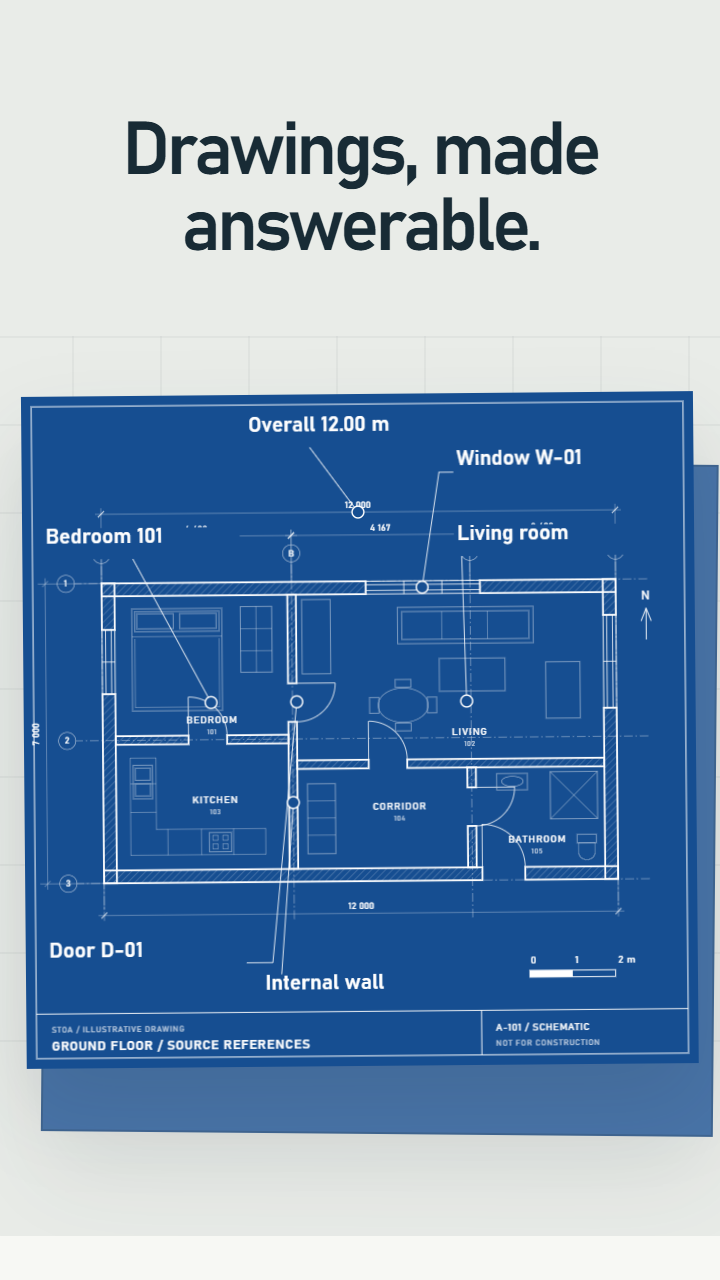 Drawings, made
answerable.
Overall 12.00 m
Window W-01
12 000
Bedroom 101
4 167
Living room
B
1
N
BEDROOM
101
LIVING
102
7 000
2
KITCHEN
103
CORRIDOR
104
BATHROOM
105
3
12 000
Door D-01
Internal wall
0 1 2 m
STOA / ILLUSTRATIVE DRAWING
GROUND FLOOR / SOURCE REFERENCES
A-101 / SCHEMATIC
NOT FOR CONSTRUCTION